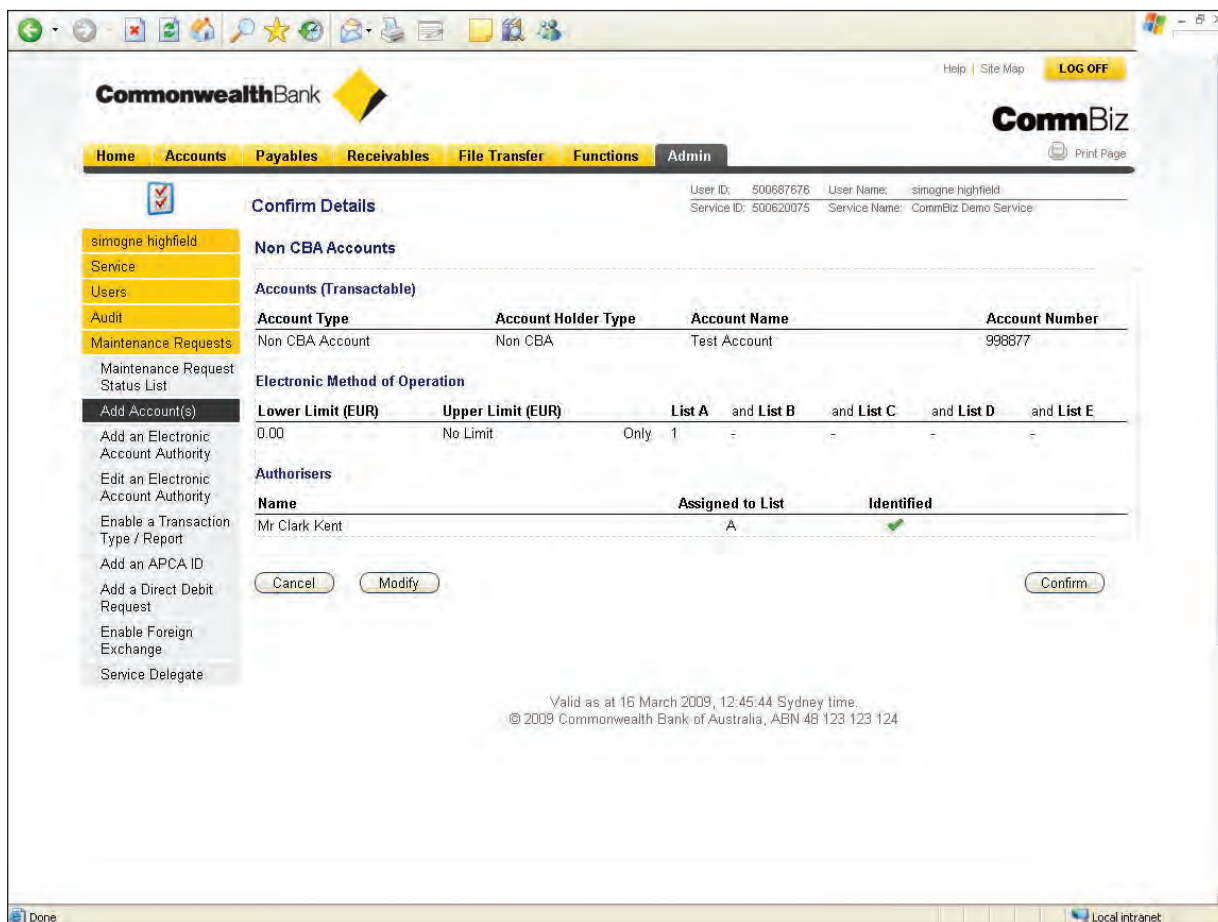 Help | Site Map LOG OFF
CommonwealthBank
CommBiz
Home Accounts Payables Receivables File Transfer Functions Admin
Print Page
User ID: 500687676 User Name: simogne highfield
Service ID: 500620075 Service Name: CommBiz Demo Service
Confirm Details
simogne highfield
Service
Users
Audit
Maintenance Requests
Maintenance Request
Status List
Add Account(s)
Add an Electronic
Account Authority
Edit an Electronic
Account Authority
Enable a Transaction
Type / Report
Add an APCA ID
Add a Direct Debit
Request
Enable Foreign
Exchange
Service Delegate
Non CBA Accounts
Accounts (Transactable)
Account Type Account Holder Type Account Name Account Number
Non CBA Account Non CBA Test Account 998877
Electronic Method of Operation
Lower Limit (EUR) Upper Limit (EUR) List A and List B and List C and List D and List E
0.00 No Limit Only 1 - - - -
Authorisers
Name Assigned to List Identified
Mr Clark Kent A
Cancel Modify Confirm
Valid as at 16 March 2009, 12:45:44 Sydney time.
© 2009 Commonwealth Bank of Australia, ABN 48 123 123 124
Done Local intranet